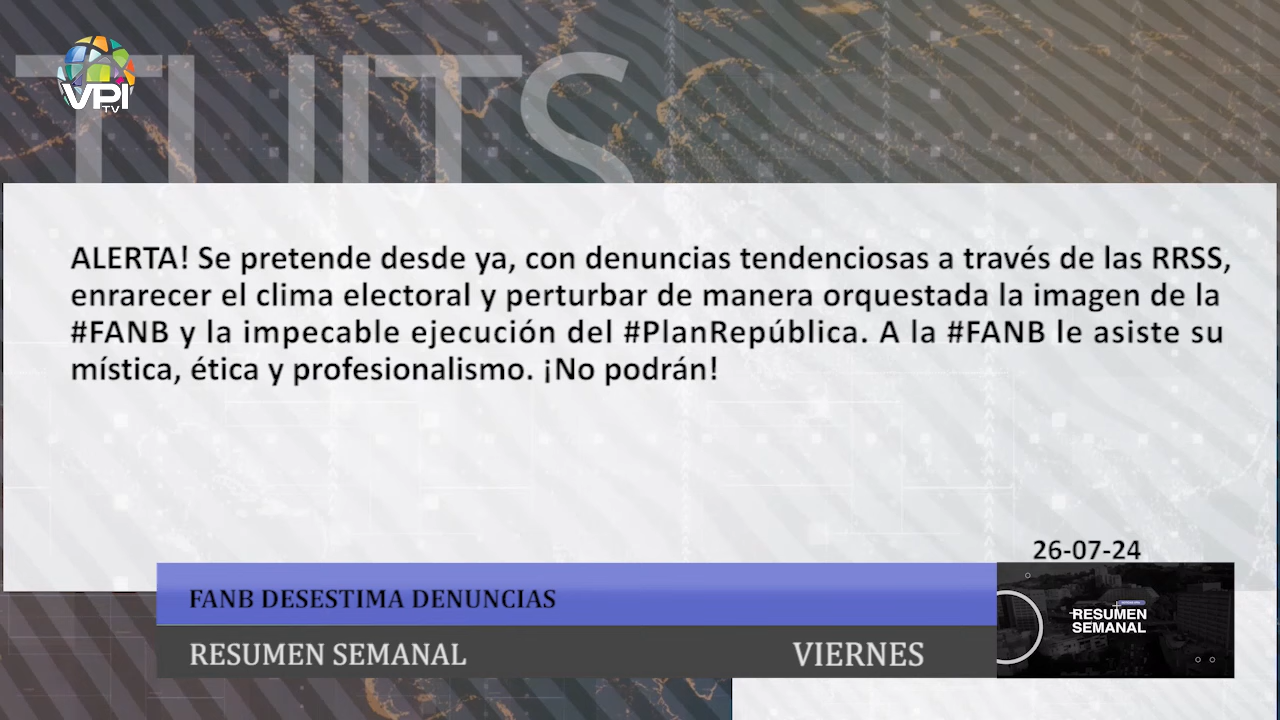 TUITS
VPI
TV
ALERTA! Se pretende desde ya, con denuncias tendenciosas a través de las RRSS,
enrarecer el clima electoral y perturbar de manera orquestada la imagen de la
#FANB y la impecable ejecución del #PlanRepública. A la #FANB le asiste su
mística, ética y profesionalismo. ¡No podrán!
26-07-24
FANB DESESTIMA DENUNCIAS
RESUMEN SEMANAL
VIERNES
RESUMEN
SEMANAL